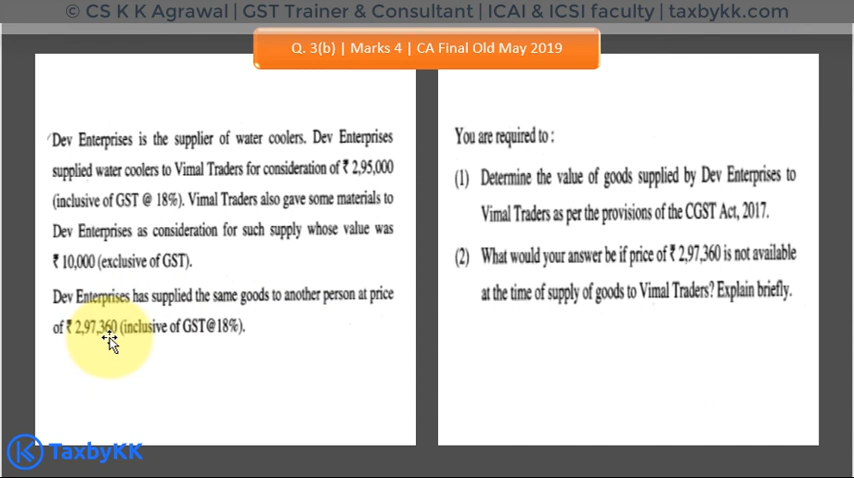 © CS K K Agrawal | GST Trainer & Consultant | ICAI & ICSI faculty | taxbykk.com
Q. 3(b) | Marks 4 | CA Final Old May 2019
Dev Enterprises is the supplier of water coolers. Dev Enterprises
supplied water coolers to Vimal Traders for consideration of ₹ 2,95,000
(inclusive of GST @ 18%). Vimal Traders also gave some materials to
Dev Enterprises as consideration for such supply whose value was
₹ 10,000 (exclusive of GST).
Dev Enterprises has supplied the same goods to another person at price
of ₹ 2,97,360 (inclusive of GST@18%).
You are required to :
(1) Determine the value of goods supplied by Dev Enterprises to
Vimal Traders as per the provisions of the CGST Act, 2017.
(2) What would your answer be if price of ₹ 2,97,360 is not available
at the time of supply of goods to Vimal Traders? Explain briefly.
TaxbyKK